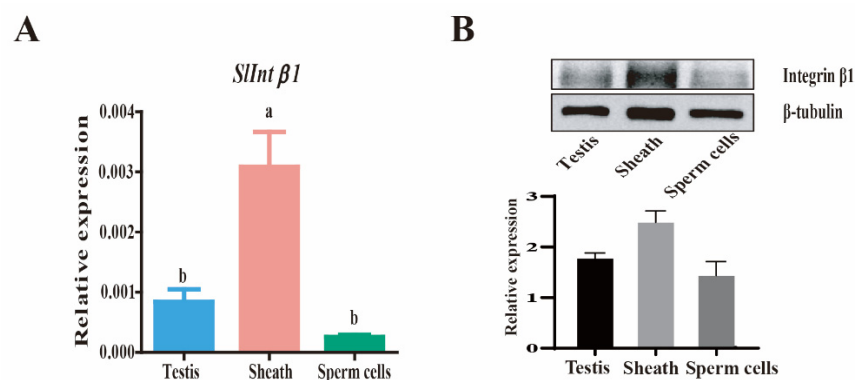 A
SlInt β1
Relative expression
0.004
0.003
0.002
0.001
0.000
b
a
b
Testis
Sheath
Sperm cells
B
Integrin β1
β-tubulin
Testis
Sheath
Sperm cells
Relative expression
3
2
1
0
Testis
Sheath
Sperm cells